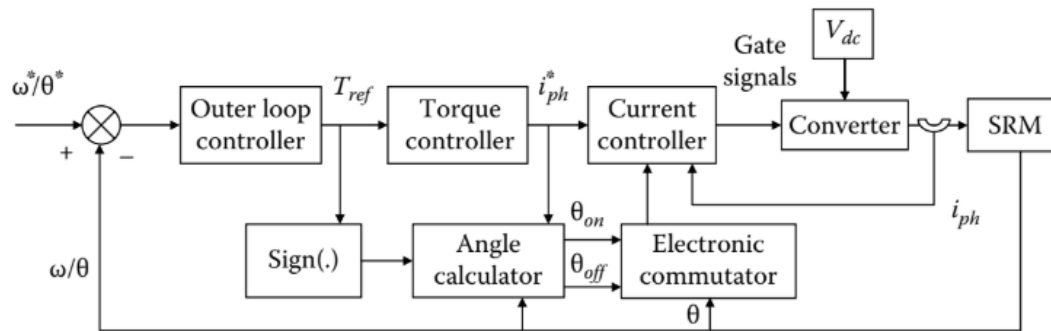 V_dc
Gate
signals
ω*/θ*
T_ref
i*_ph
Outer loop
controller
Torque
controller
Current
controller
Converter
SRM
+
−
i_ph
θ_on
Sign(.)
Angle
calculator
θ_off
Electronic
commutator
ω/θ
θ